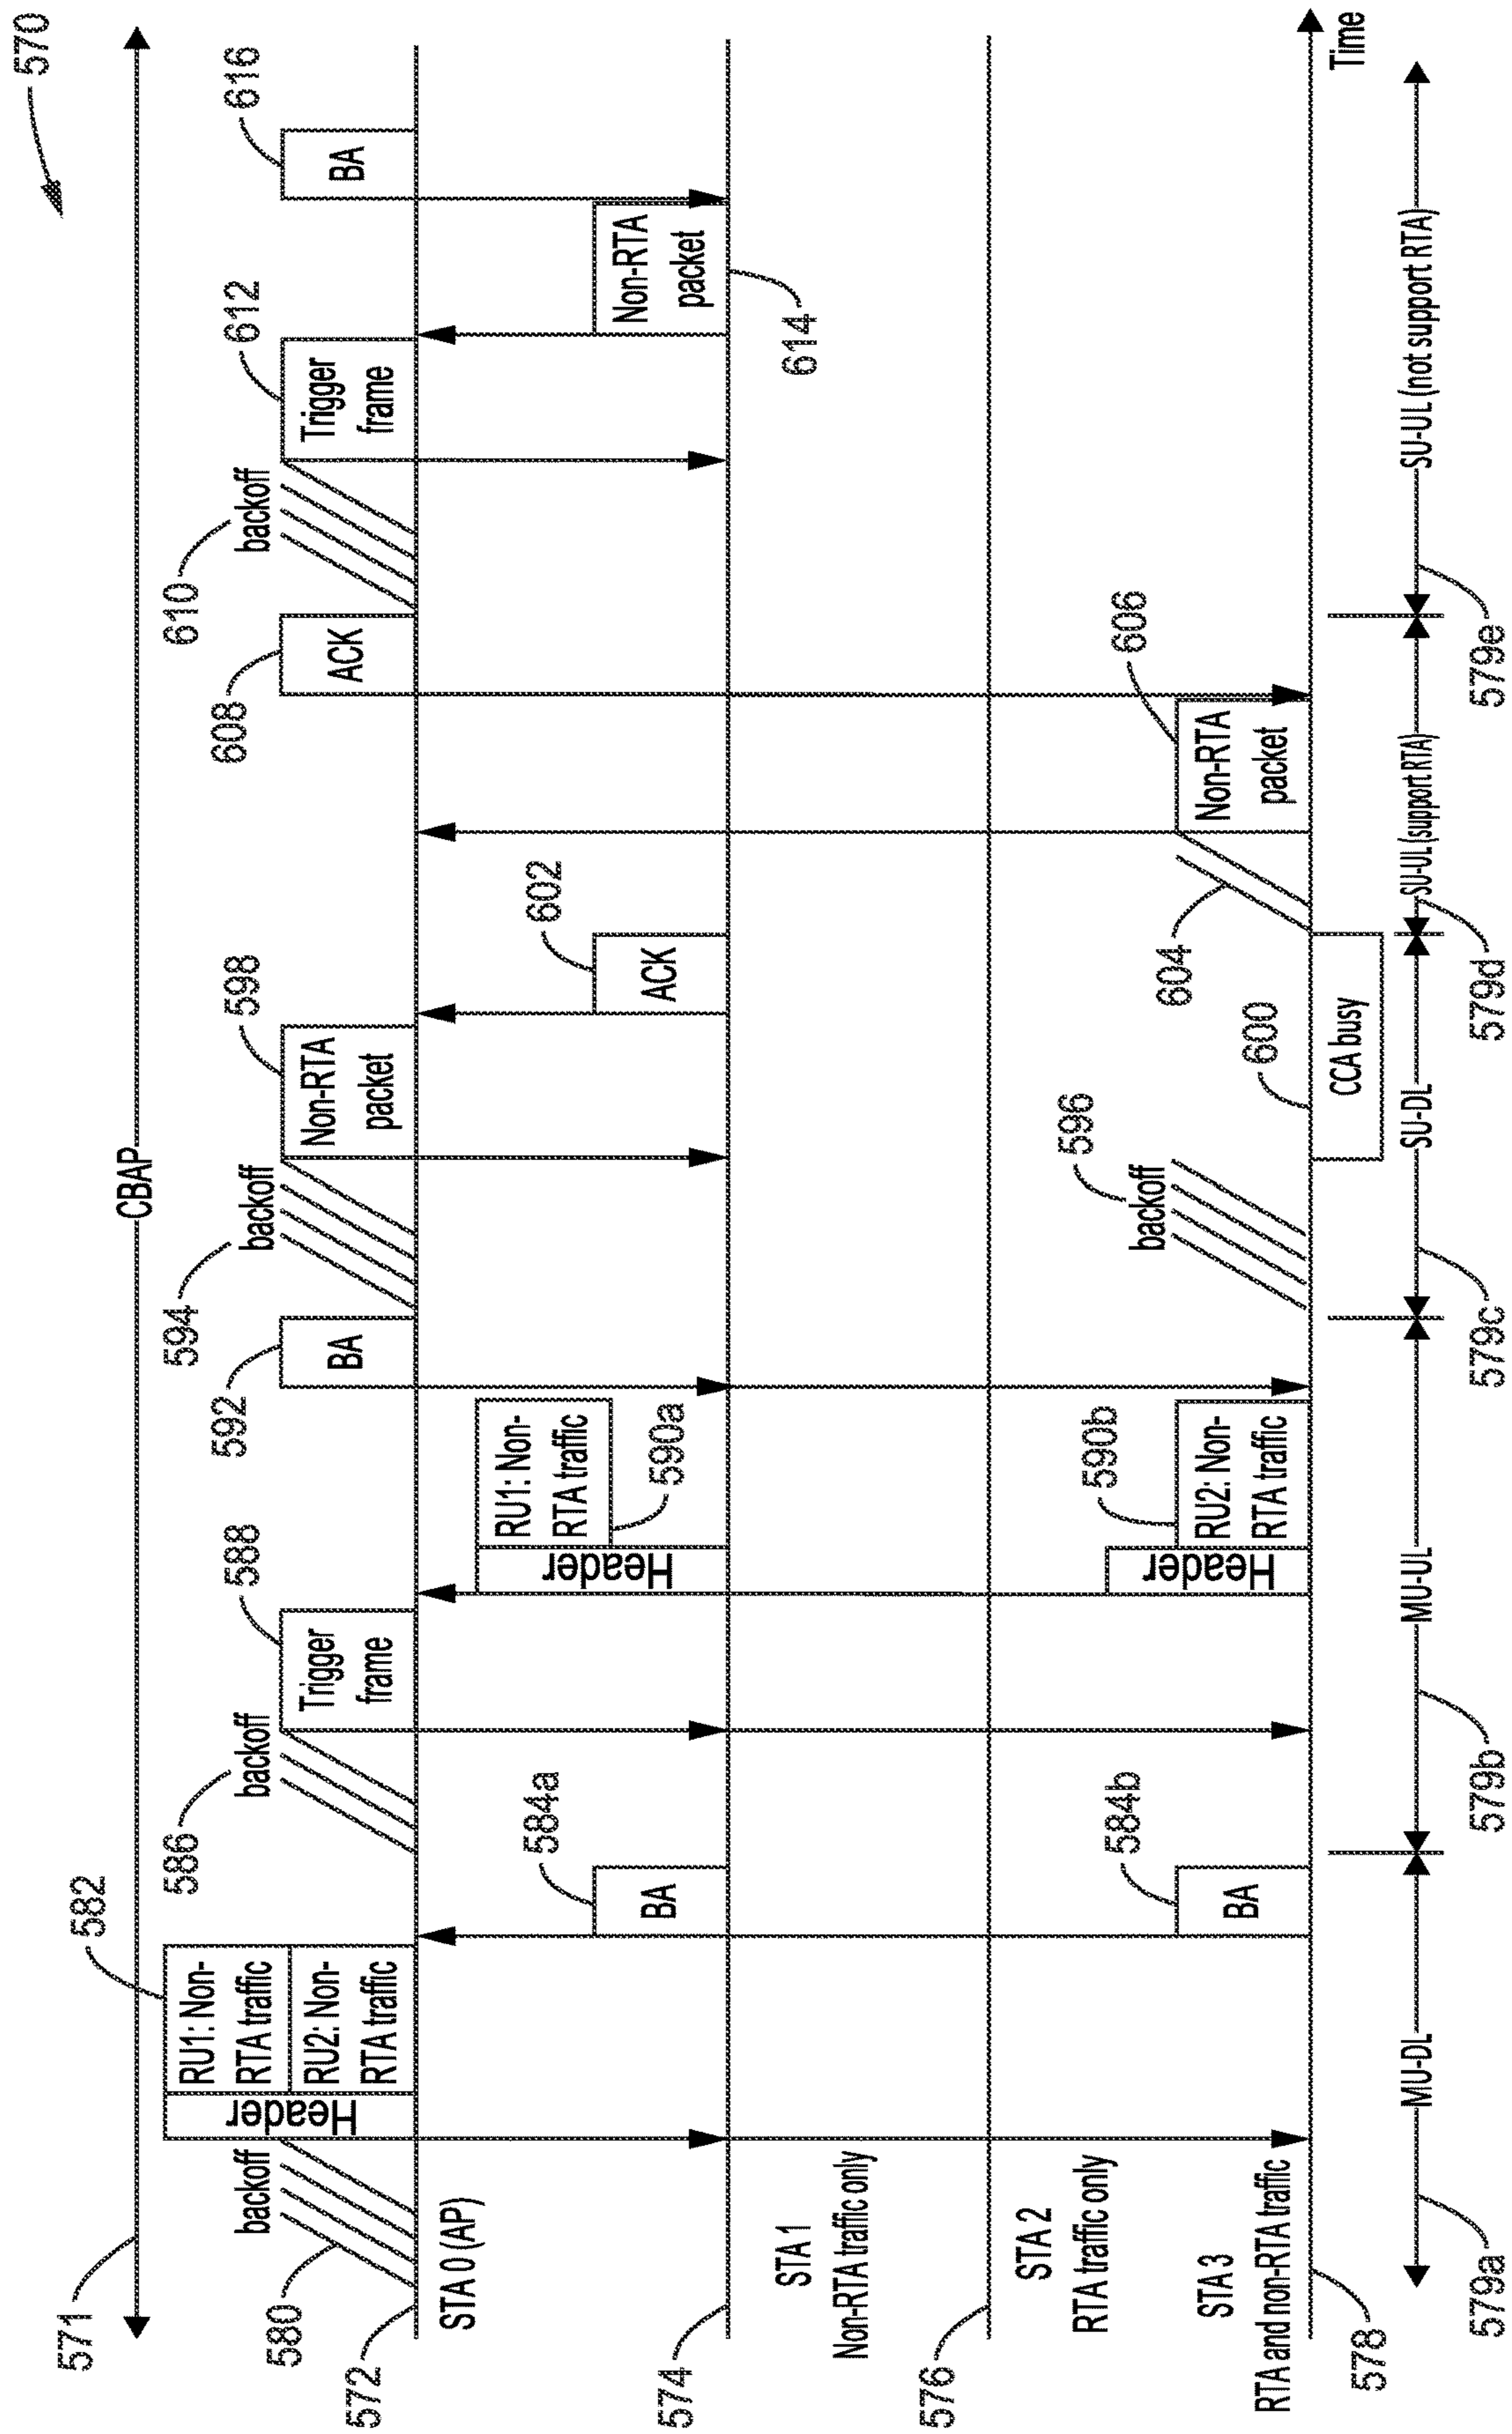 570
571
CBAP
580
backoff
582
Header
RU1: Non-
RTA traffic
RU2: Non-
RTA traffic
586
backoff
588
Trigger
frame
592
BA
594
backoff
598
Non-RTA
packet
608
ACK
610
backoff
612
Trigger
frame
616
BA
572
STA 0 (AP)
584a
BA
Header
RU1: Non-
RTA traffic
590a
602
ACK
Non-RTA
packet
614
574
STA 1
Non-RTA traffic only
576
STA 2
RTA traffic only
584b
BA
Header
RU2: Non-
RTA traffic
590b
backoff
596
600
CCA busy
604
Non-RTA
packet
606
STA 3
RTA and non-RTA traffic
578
Time
MU-DL
MU-UL
SU-DL
SU-UL (support RTA)
SU-UL (not support RTA)
579a
579b
579c
579d
579e